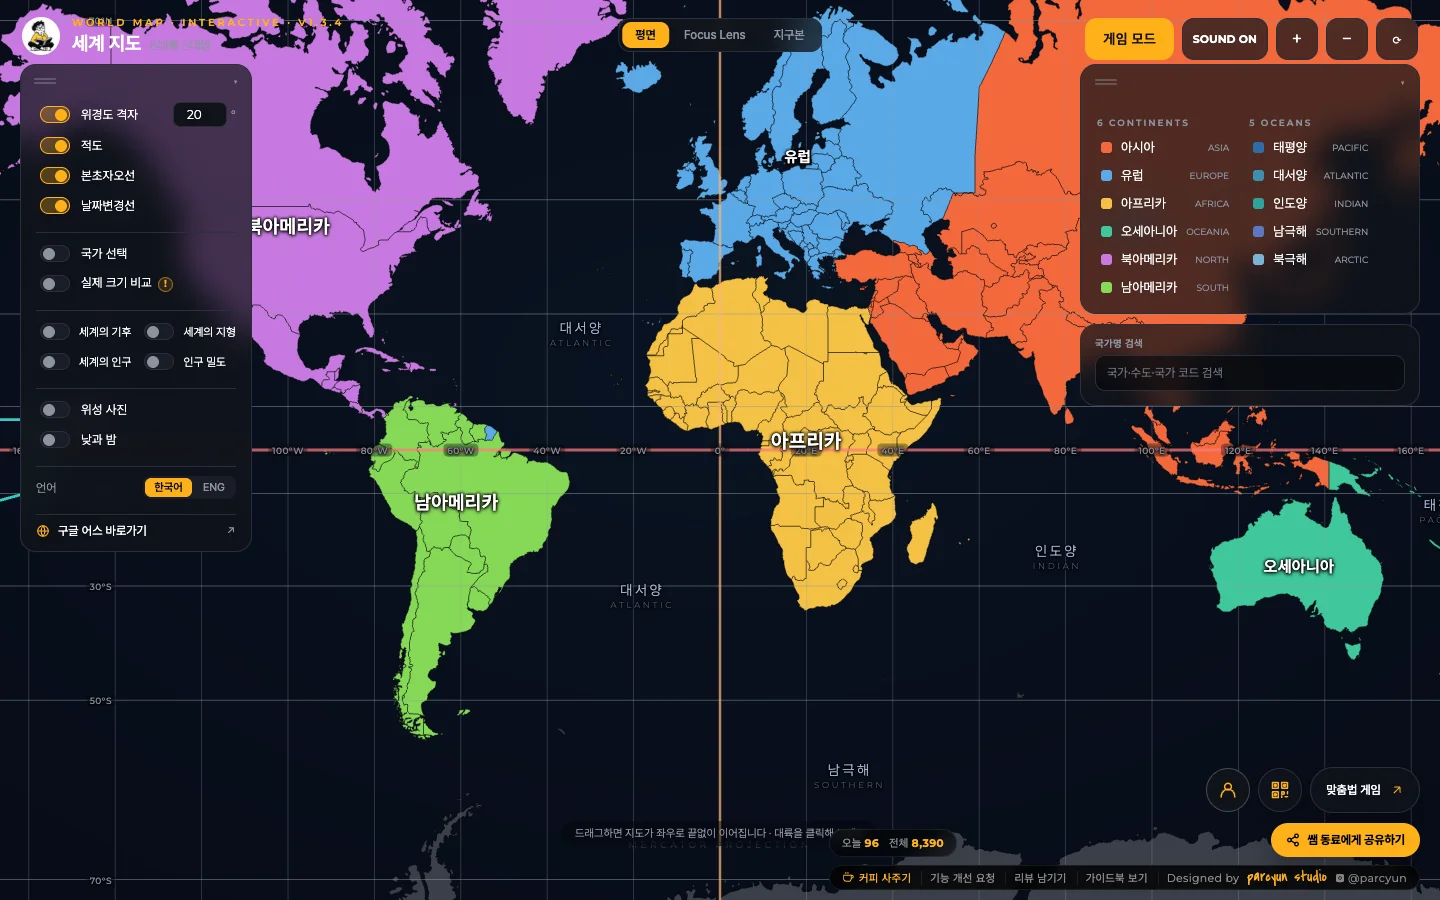 WORLD MAP · INTERACTIVE · V1.3.4
세계 지도
평면
Focus Lens
지구본
게임 모드
SOUND ON
+
−
위경도 격자
20
°
적도
본초자오선
날짜변경선
국가 선택
실제 크기 비교
!
세계의 기후
세계의 지형
세계의 인구
인구 밀도
위성 사진
낮과 밤
언어
한국어
ENG
구글 어스 바로가기
6 CONTINENTS
아시아 ASIA
유럽 EUROPE
아프리카 AFRICA
오세아니아 OCEANIA
북아메리카 NORTH
남아메리카 SOUTH
5 OCEANS
태평양 PACIFIC
대서양 ATLANTIC
인도양 INDIAN
남극해 SOUTHERN
북극해 ARCTIC
국가명 검색
국가·수도·국가 코드 검색
유럽
북아메리카
대서양
ATLANTIC
아프리카
100°W
80°W
60°W
40°W
20°W
0°
20°E
40°E
60°E
80°E
100°E
120°E
140°E
160°E
남아메리카
인도양
INDIAN
오세아니아
30°S
대서양
ATLANTIC
50°S
남극해
SOUTHERN
70°S
드래그하면 지도가 좌우로 끝없이 이어집니다 · 대륙을 클릭해
MERCATOR PROJECTION
오늘 96 전체 8,390
맞춤법 게임
쌤 동료에게 공유하기
커피 사주기
기능 개선 요청
리뷰 남기기
가이드북 보기
Designed by parcyun studio
@parcyun